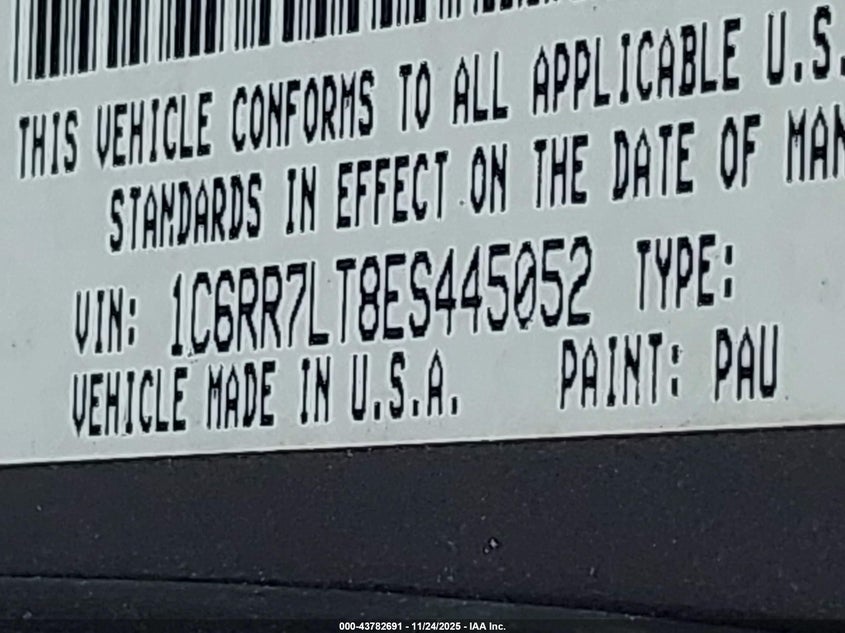 THIS VEHICLE CONFORMS TO ALL APPLICABLE U.S.
STANDARDS IN EFFECT ON THE DATE OF MAN
VIN: 1C6RR7LT8ES445052 TYPE:
VEHICLE MADE IN U.S.A. PAINT: PAU
000-43782691 - 11/24/2025 - IAA Inc.